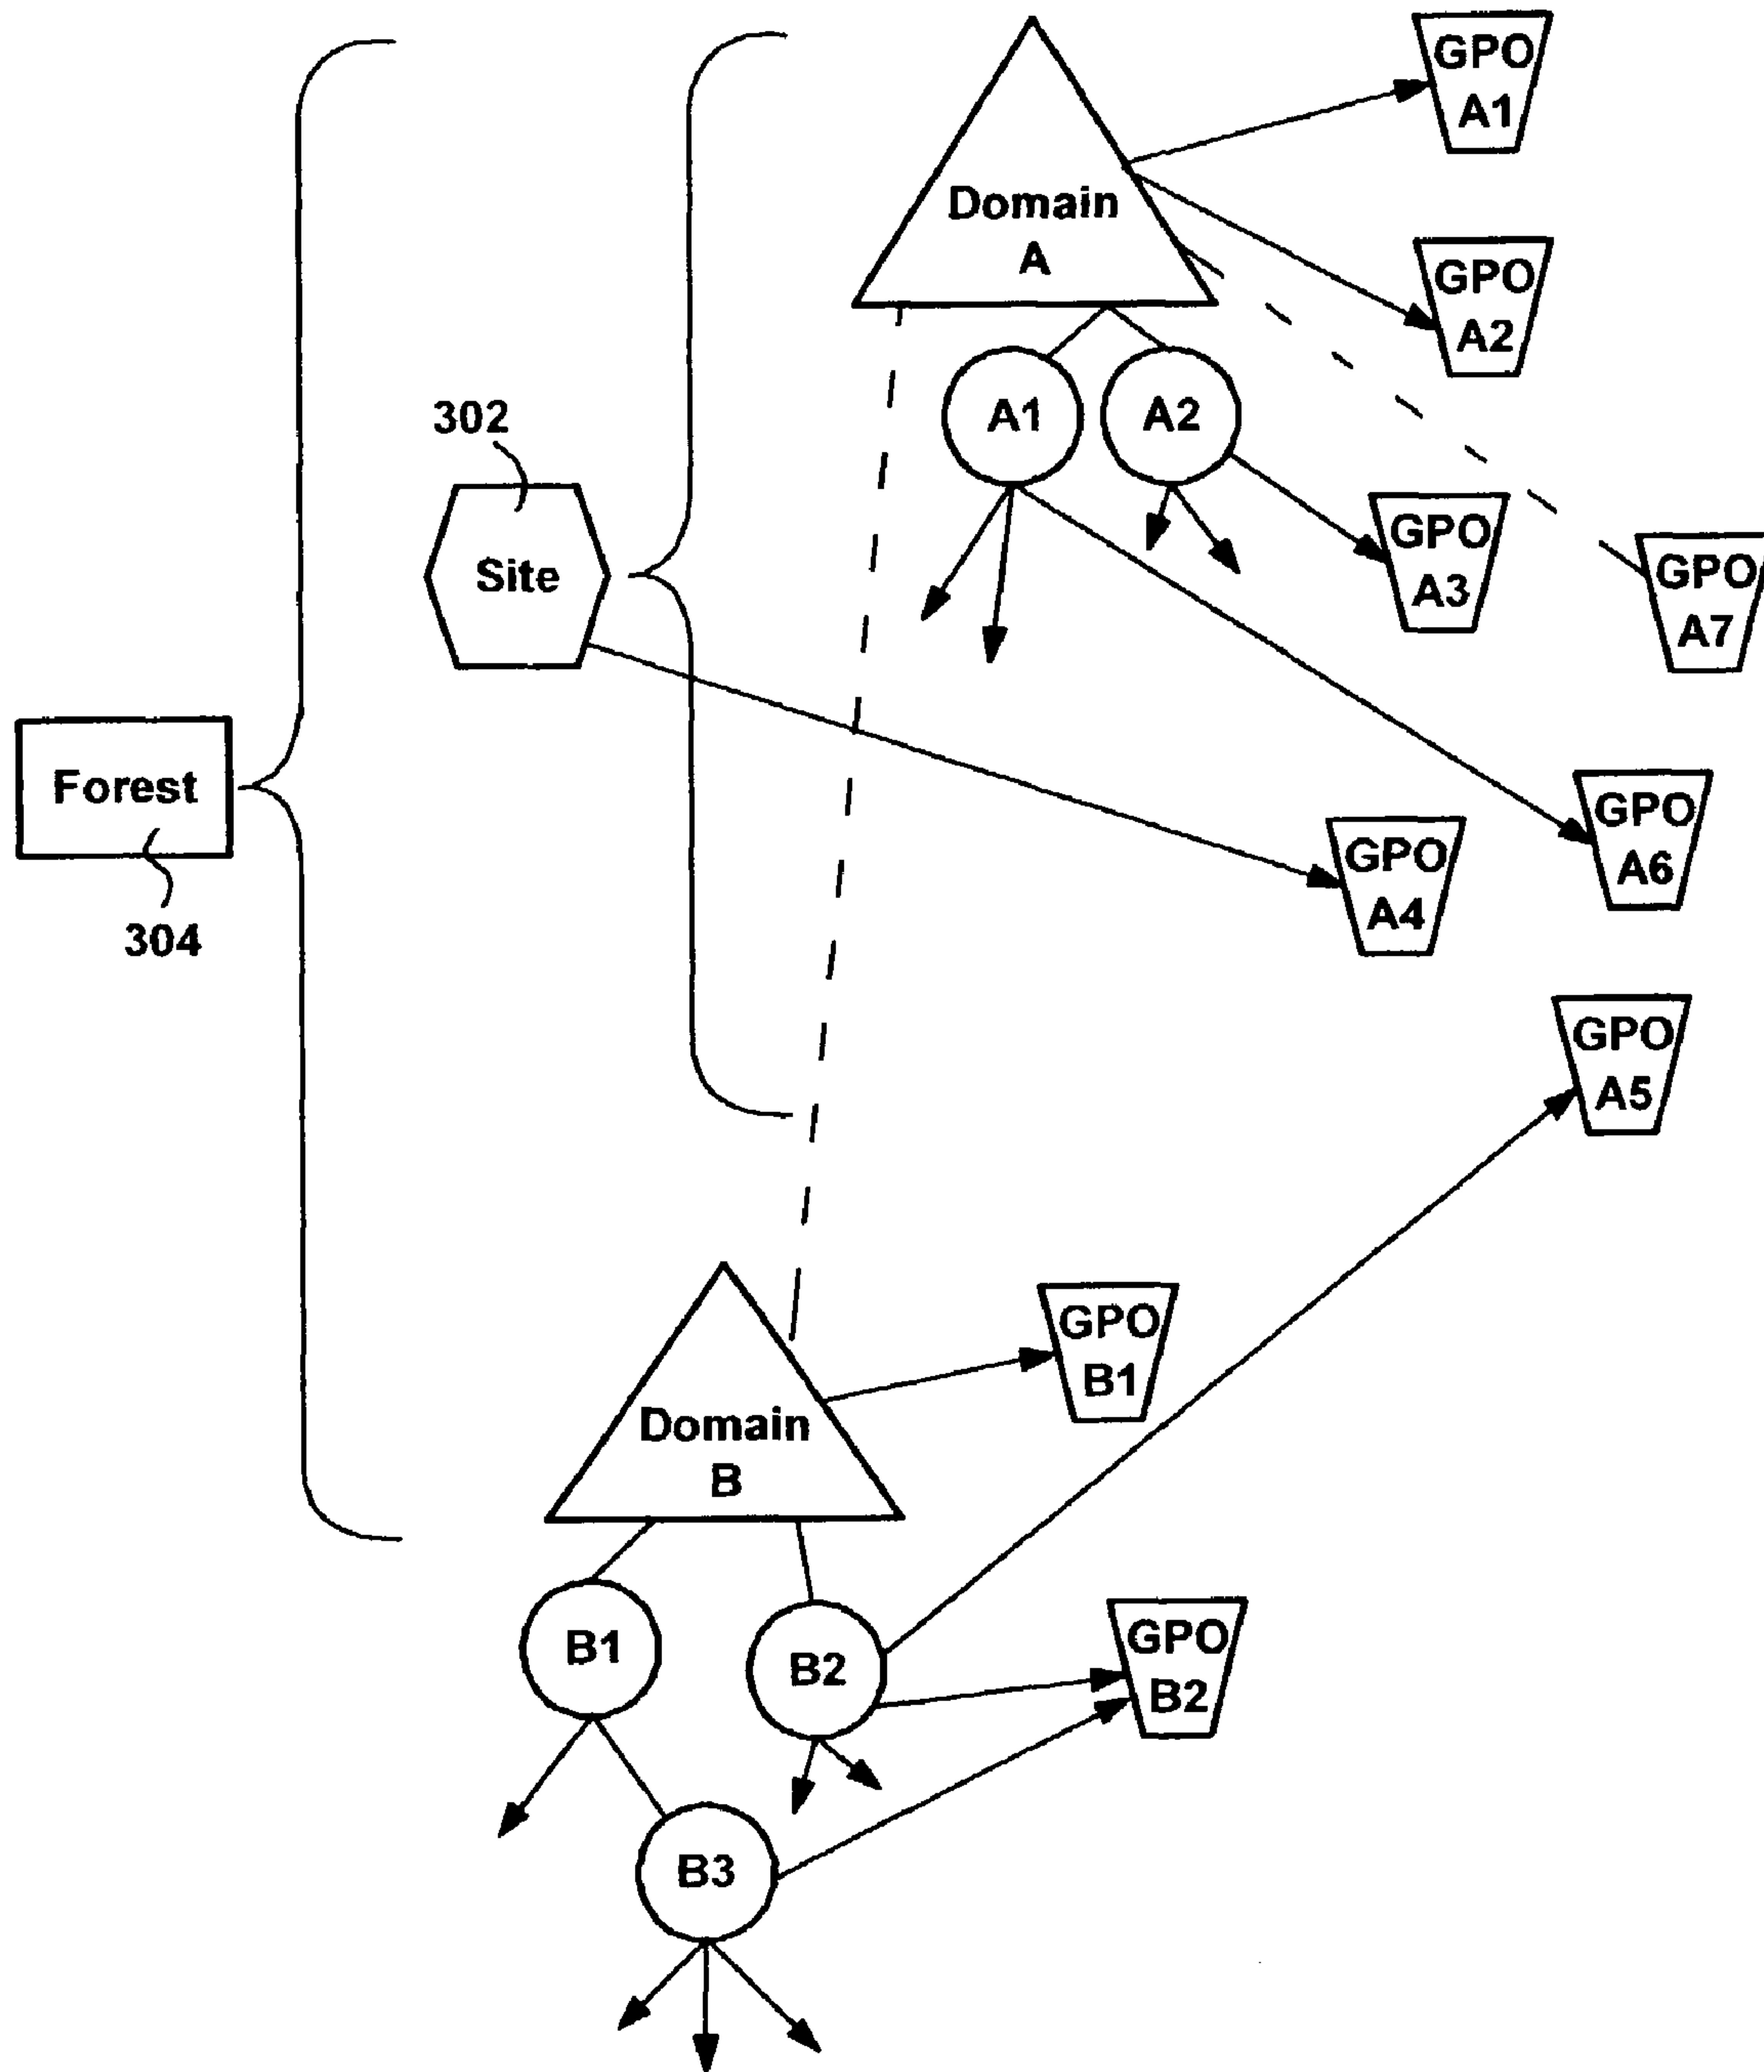 GPO
A1
Domain
A
GPO
A2
302
A1
A2
Site
GPO
A3
GPO
A7
Forest
304
GPO
A6
GPO
A4
GPO
A5
GPO
B1
Domain
B
B1
B2
GPO
B2
B3